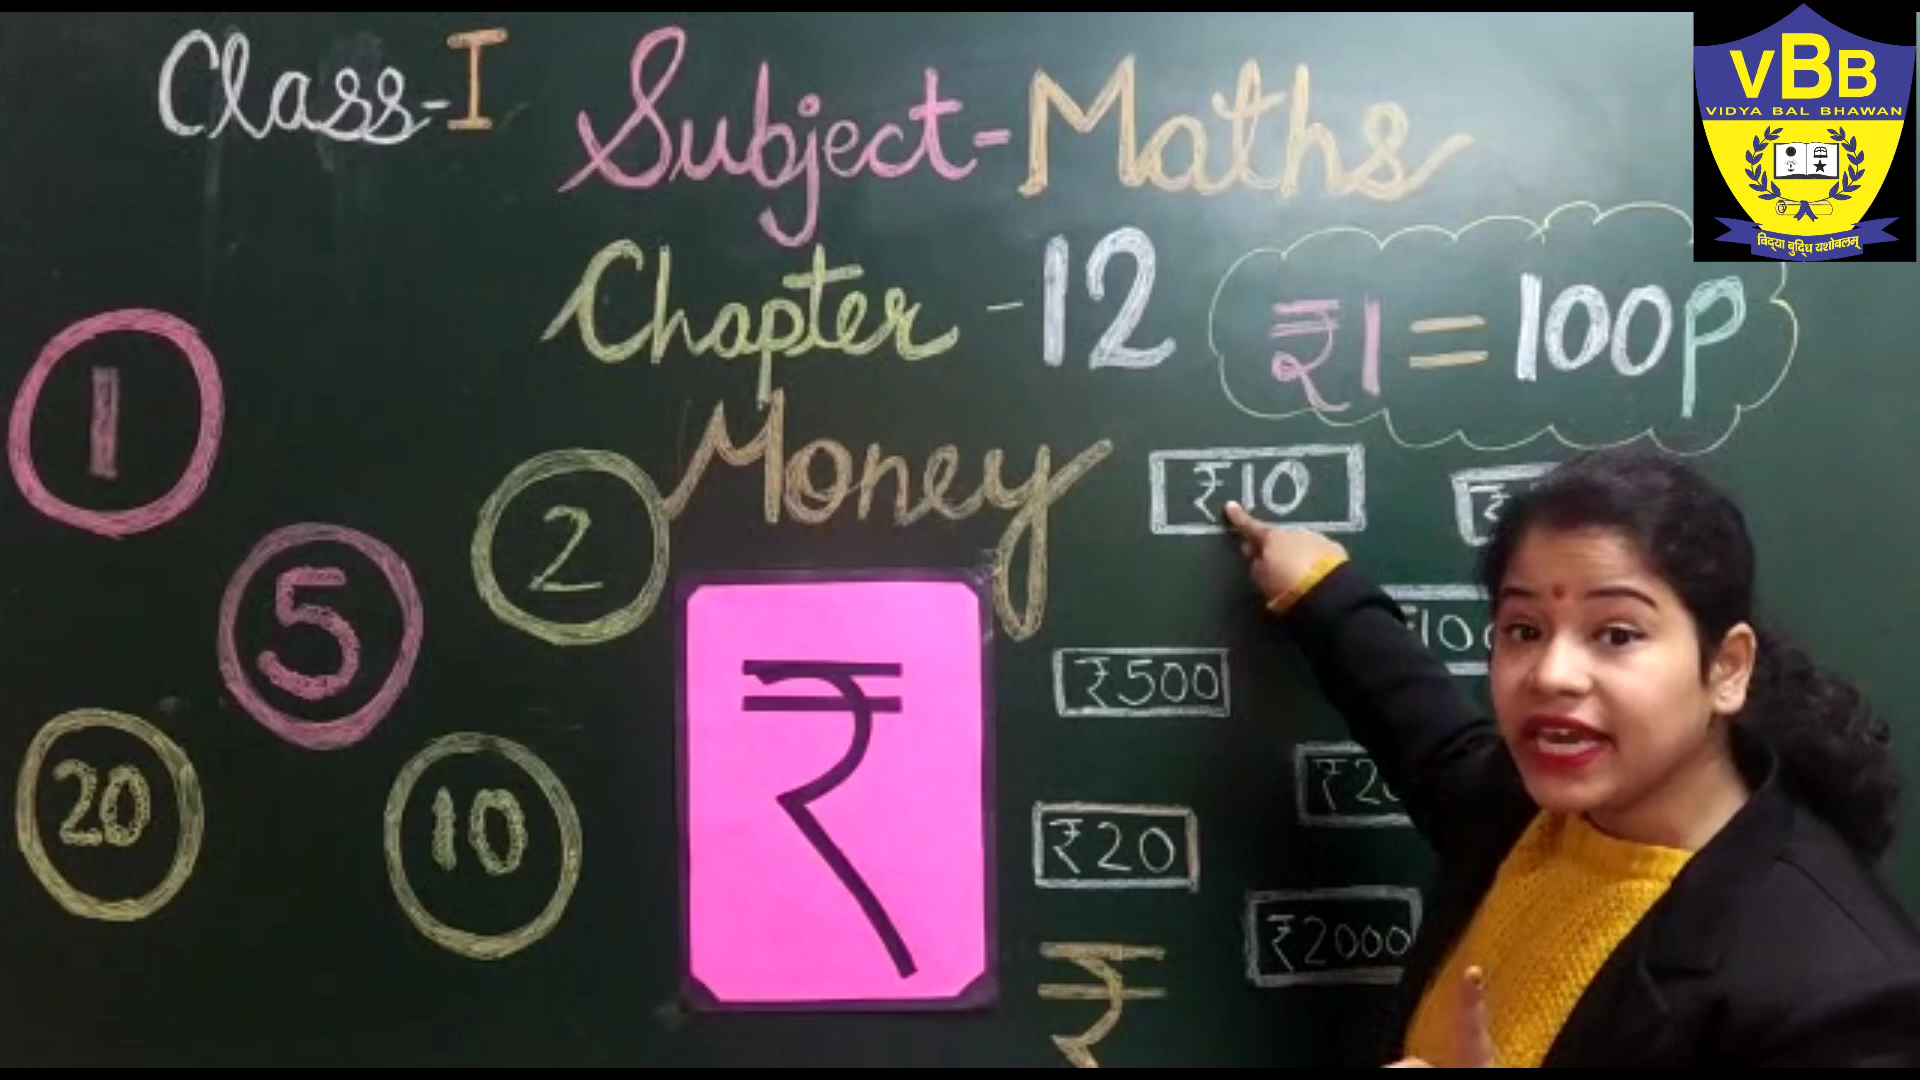 Class-I
Subject-Maths
Chapter-12
Money
₹1=100P
VBB
VIDYA BAL BHAWAN
विद्या बुद्धि यशोबलम्
1
2
5
20
10
₹
₹10
₹500
₹20
₹2000
₹